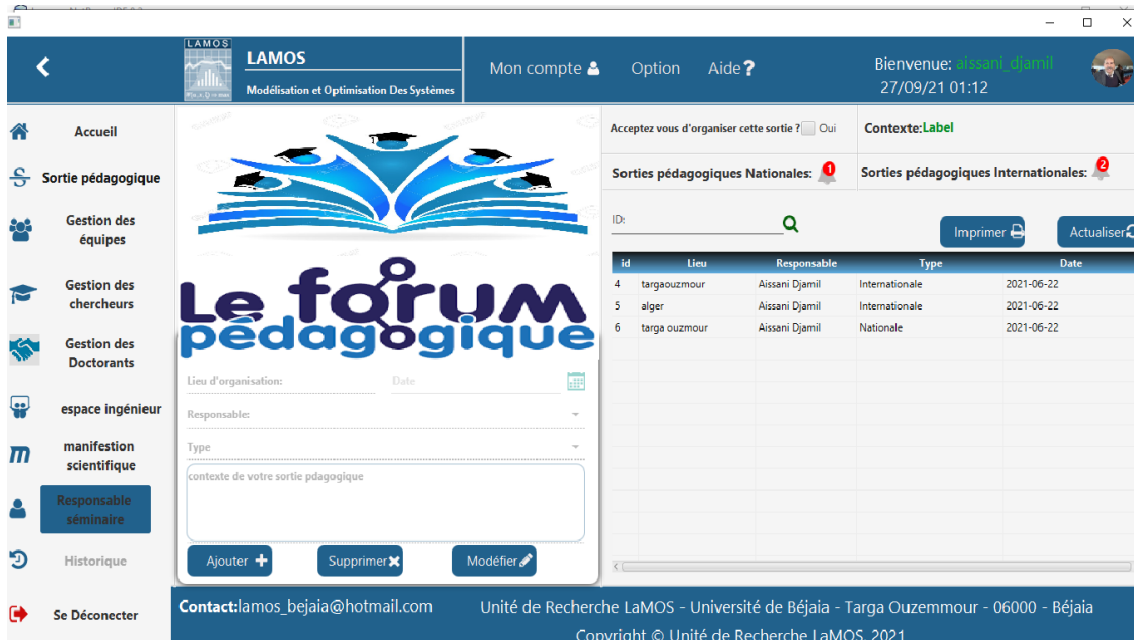 LAMOS
LAMOS
Modélisation et Optimisation Des Systèmes
Mon compte
Option
Aide?
Bienvenue: aissani_djamil
27/09/21 01:12
Accueil
Sortie pédagogique
Gestion des
équipes
Gestion des
chercheurs
Gestion des
Doctorants
espace ingénieur
manifestion
scientifique
Responsable
séminaire
Historique
Se Déconecter
Le forum
pédagogique
Lieu d'organisation:
Date
Responsable:
Type
contexte de votre sortie pdagogique
Ajouter
Supprimer
Modéfier
Acceptez vous d'organiser cette sortie ? Oui
Contexte:Label
Sorties pédagogiques Nationales: 1
Sorties pédagogiques Internationales: 2
ID:
Imprimer
Actualiser
id Lieu Responsable Type Date
4 targaouzmour Aissani Djamil Internationale 2021-06-22
5 alger Aissani Djamil Internationale 2021-06-22
6 targa ouzmour Aissani Djamil Nationale 2021-06-22
Contact:lamos_bejaia@hotmail.com
Unité de Recherche LaMOS - Université de Béjaia - Targa Ouzemmour - 06000 - Béjaia
Copyright © Unité de Recherche LaMOS, 2021